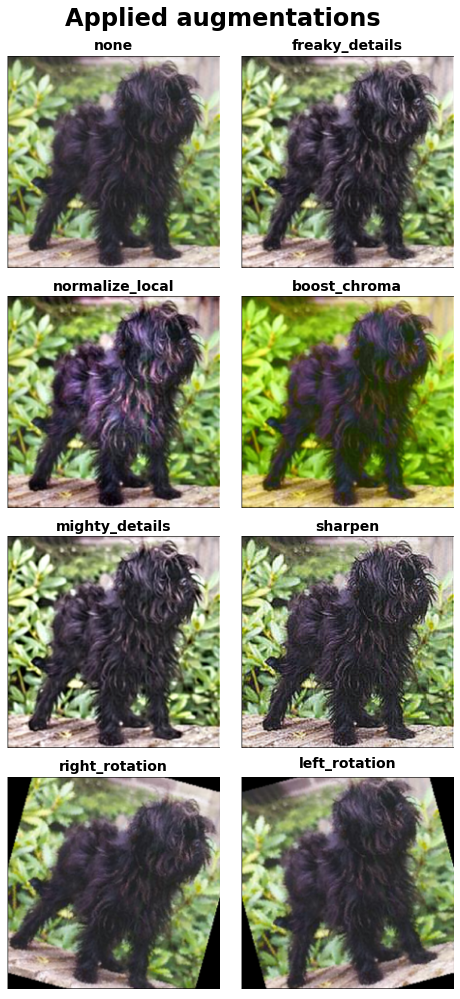 Applied augmentations
none
freaky_details
normalize_local
boost_chroma
mighty_details
sharpen
right_rotation
left_rotation